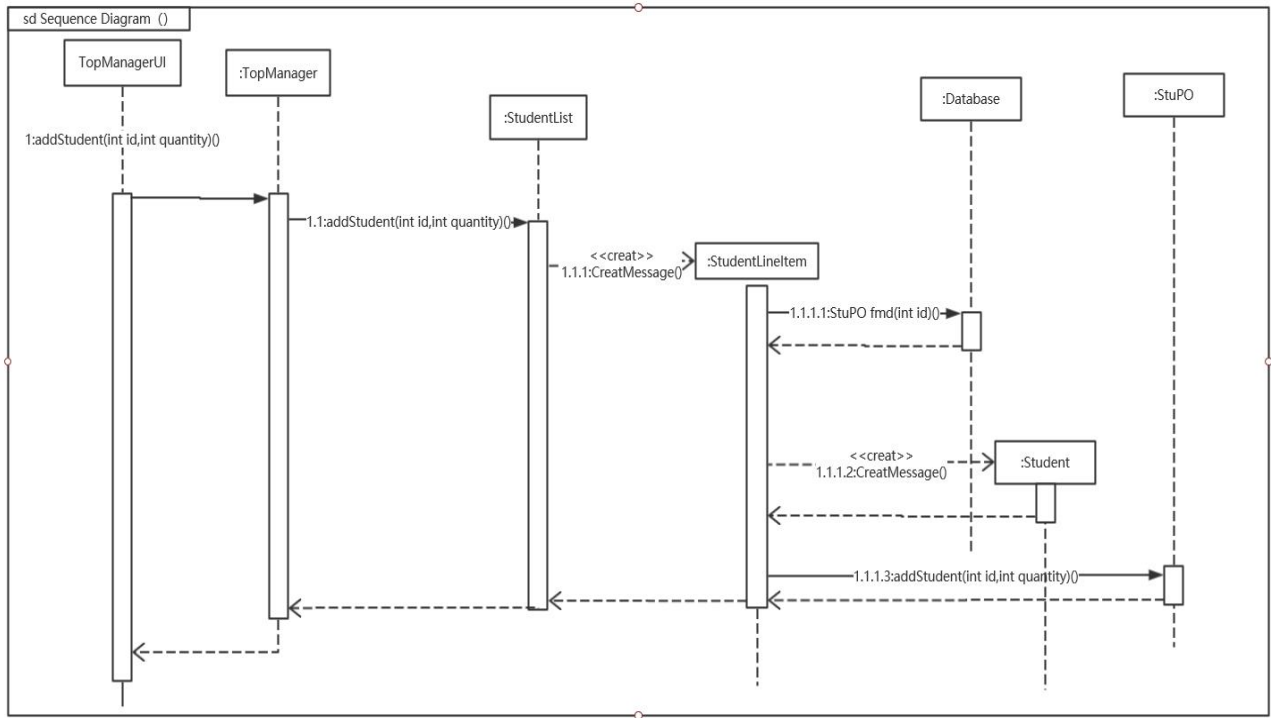 sd Sequence Diagram ()
TopManagerUI
:TopManager
:StudentList
:Database
:StuPO
1:addStudent(int id,int quantity)()
1.1:addStudent(int id,int quantity)()
<<creat>>
1.1.1:CreatMessage()
:StudentLineItem
1.1.1.1:StuPO fmd(int id)()
<<creat>>
1.1.1.2:CreatMessage()
:Student
1.1.1.3:addStudent(int id,int quantity)()